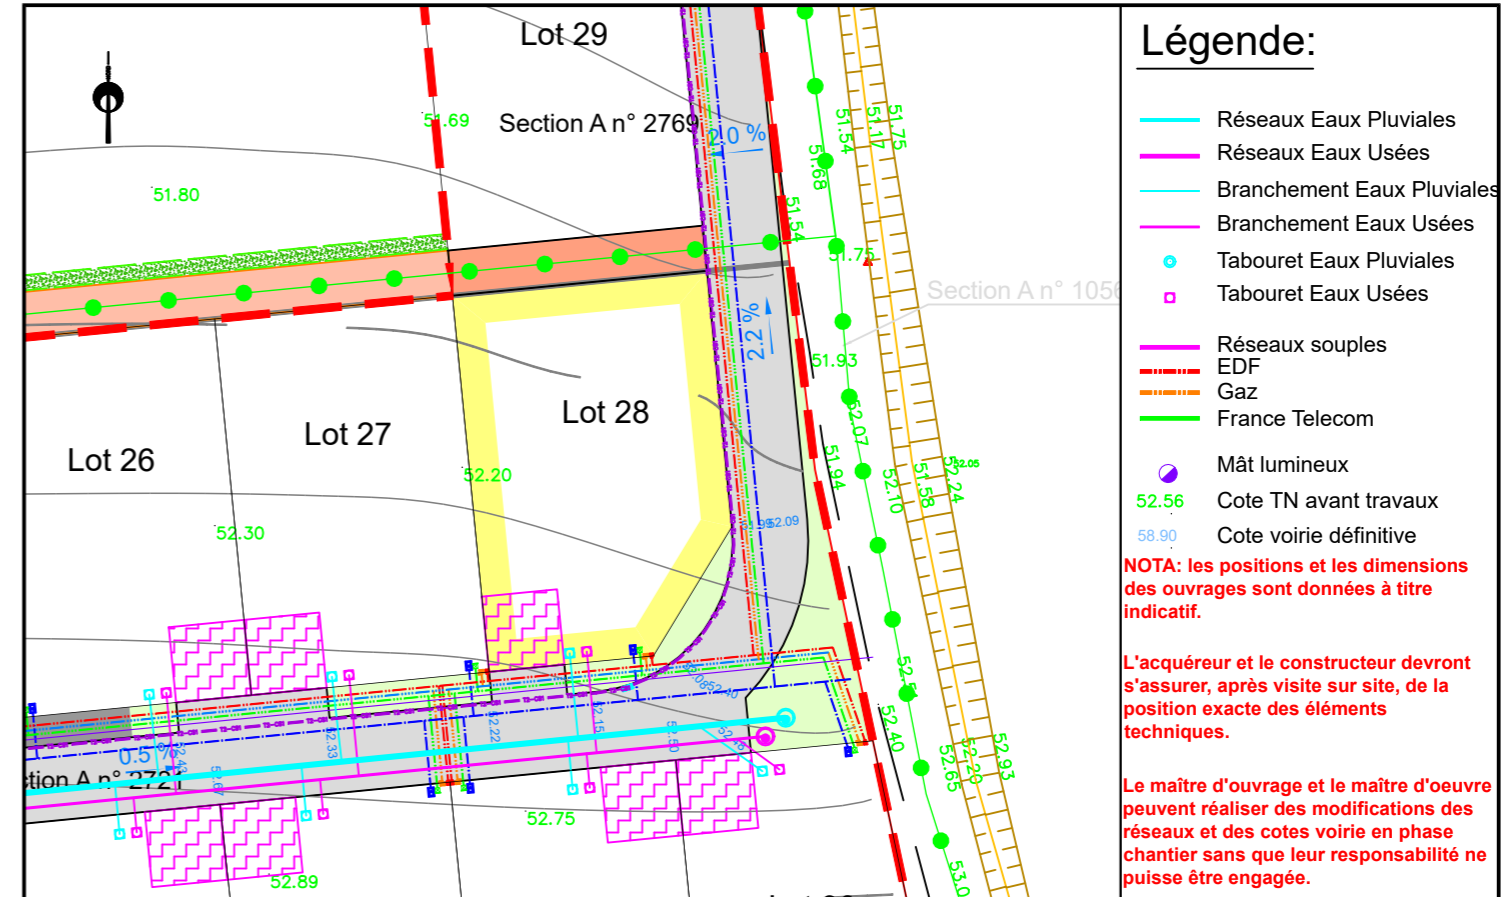 Lot 29
Section A n° 2769
51.69
51.80
2.0 %
51.54
51.17
51.75
51.68
51.54
51.75
Section A n° 1056
2.2 %
51.93
Lot 28
Lot 27
Lot 26
52.07
51.94
52.10
51.58
52.24
52.05
52.20
52.30
52.09
52.40
52.22
52.15
52.50
52.33
52.43
0.5 %
52.40
52.65
52.20
52.93
52.75
52.89
53.0
Légende:
Réseaux Eaux Pluviales
Réseaux Eaux Usées
Branchement Eaux Pluviales
Branchement Eaux Usées
Tabouret Eaux Pluviales
Tabouret Eaux Usées
Réseaux souples
EDF
Gaz
France Telecom
Mât lumineux
52.56 Cote TN avant travaux
58.90 Cote voirie définitive
NOTA: les positions et les dimensions
des ouvrages sont données à titre
indicatif.
L'acquéreur et le constructeur devront
s'assurer, après visite sur site, de la
position exacte des éléments
techniques.
Le maître d'ouvrage et le maître d'oeuvre
peuvent réaliser des modifications des
réseaux et des cotes voirie en phase
chantier sans que leur responsabilité ne
puisse être engagée.